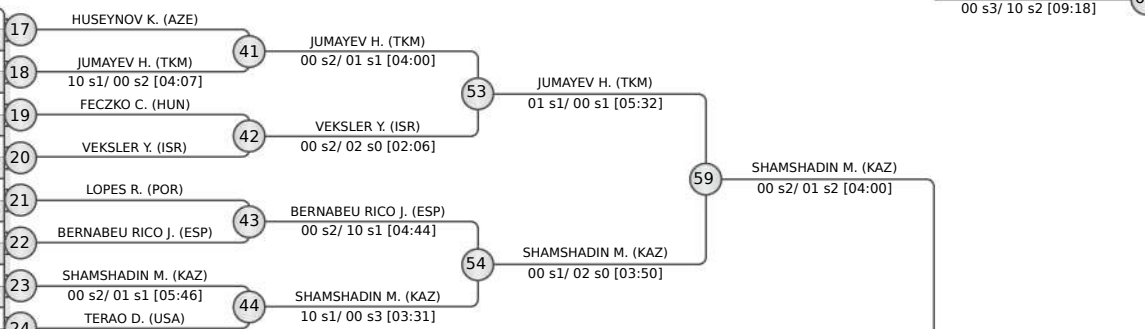 00 s3/ 10 s2 [09:18]
17
HUSEYNOV K. (AZE)
41
JUMAYEV H. (TKM)
00 s2/ 01 s1 [04:00]
18
JUMAYEV H. (TKM)
10 s1/ 00 s2 [04:07]
53
JUMAYEV H. (TKM)
01 s1/ 00 s1 [05:32]
19
FECZKO C. (HUN)
42
VEKSLER Y. (ISR)
00 s2/ 02 s0 [02:06]
20
VEKSLER Y. (ISR)
59
SHAMSHADIN M. (KAZ)
00 s2/ 01 s2 [04:00]
21
LOPES R. (POR)
43
BERNABEU RICO J. (ESP)
00 s2/ 10 s1 [04:44]
22
BERNABEU RICO J. (ESP)
54
SHAMSHADIN M. (KAZ)
00 s1/ 02 s0 [03:50]
23
SHAMSHADIN M. (KAZ)
00 s2/ 01 s1 [05:46]
44
SHAMSHADIN M. (KAZ)
10 s1/ 00 s3 [03:31]
24
TERAO D. (USA)